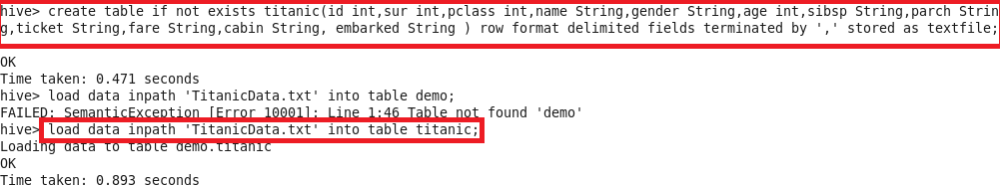 hive> create table if not exists titanic(id int,sur int,pclass int,name String,gender String,age int,sibsp String,parch Strin
g,ticket String,fare String,cabin String, embarked String ) row format delimited fields terminated by ',' stored as textfile;
OK
Time taken: 0.471 seconds
hive> load data inpath 'TitanicData.txt' into table demo;
FAILED: SemanticException [Error 10001]: Line 1:46 Table not found 'demo'
hive> load data inpath 'TitanicData.txt' into table titanic;
Loading data to table demo.titanic
OK
Time taken: 0.893 seconds